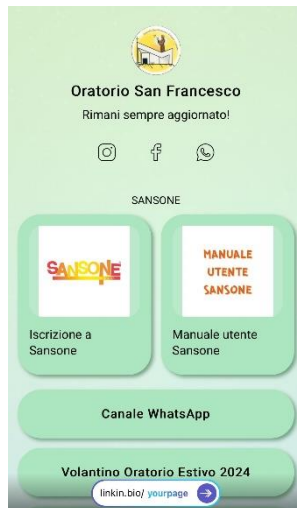 Oratorio San Francesco
Rimani sempre aggiornato!
SANSONE
SANSONE
MANUALE
UTENTE
SANSONE
Iscrizione a
Sansone
Manuale utente
Sansone
Canale WhatsApp
Volantino Oratorio Estivo 2024
linkin.bio/ yourpage